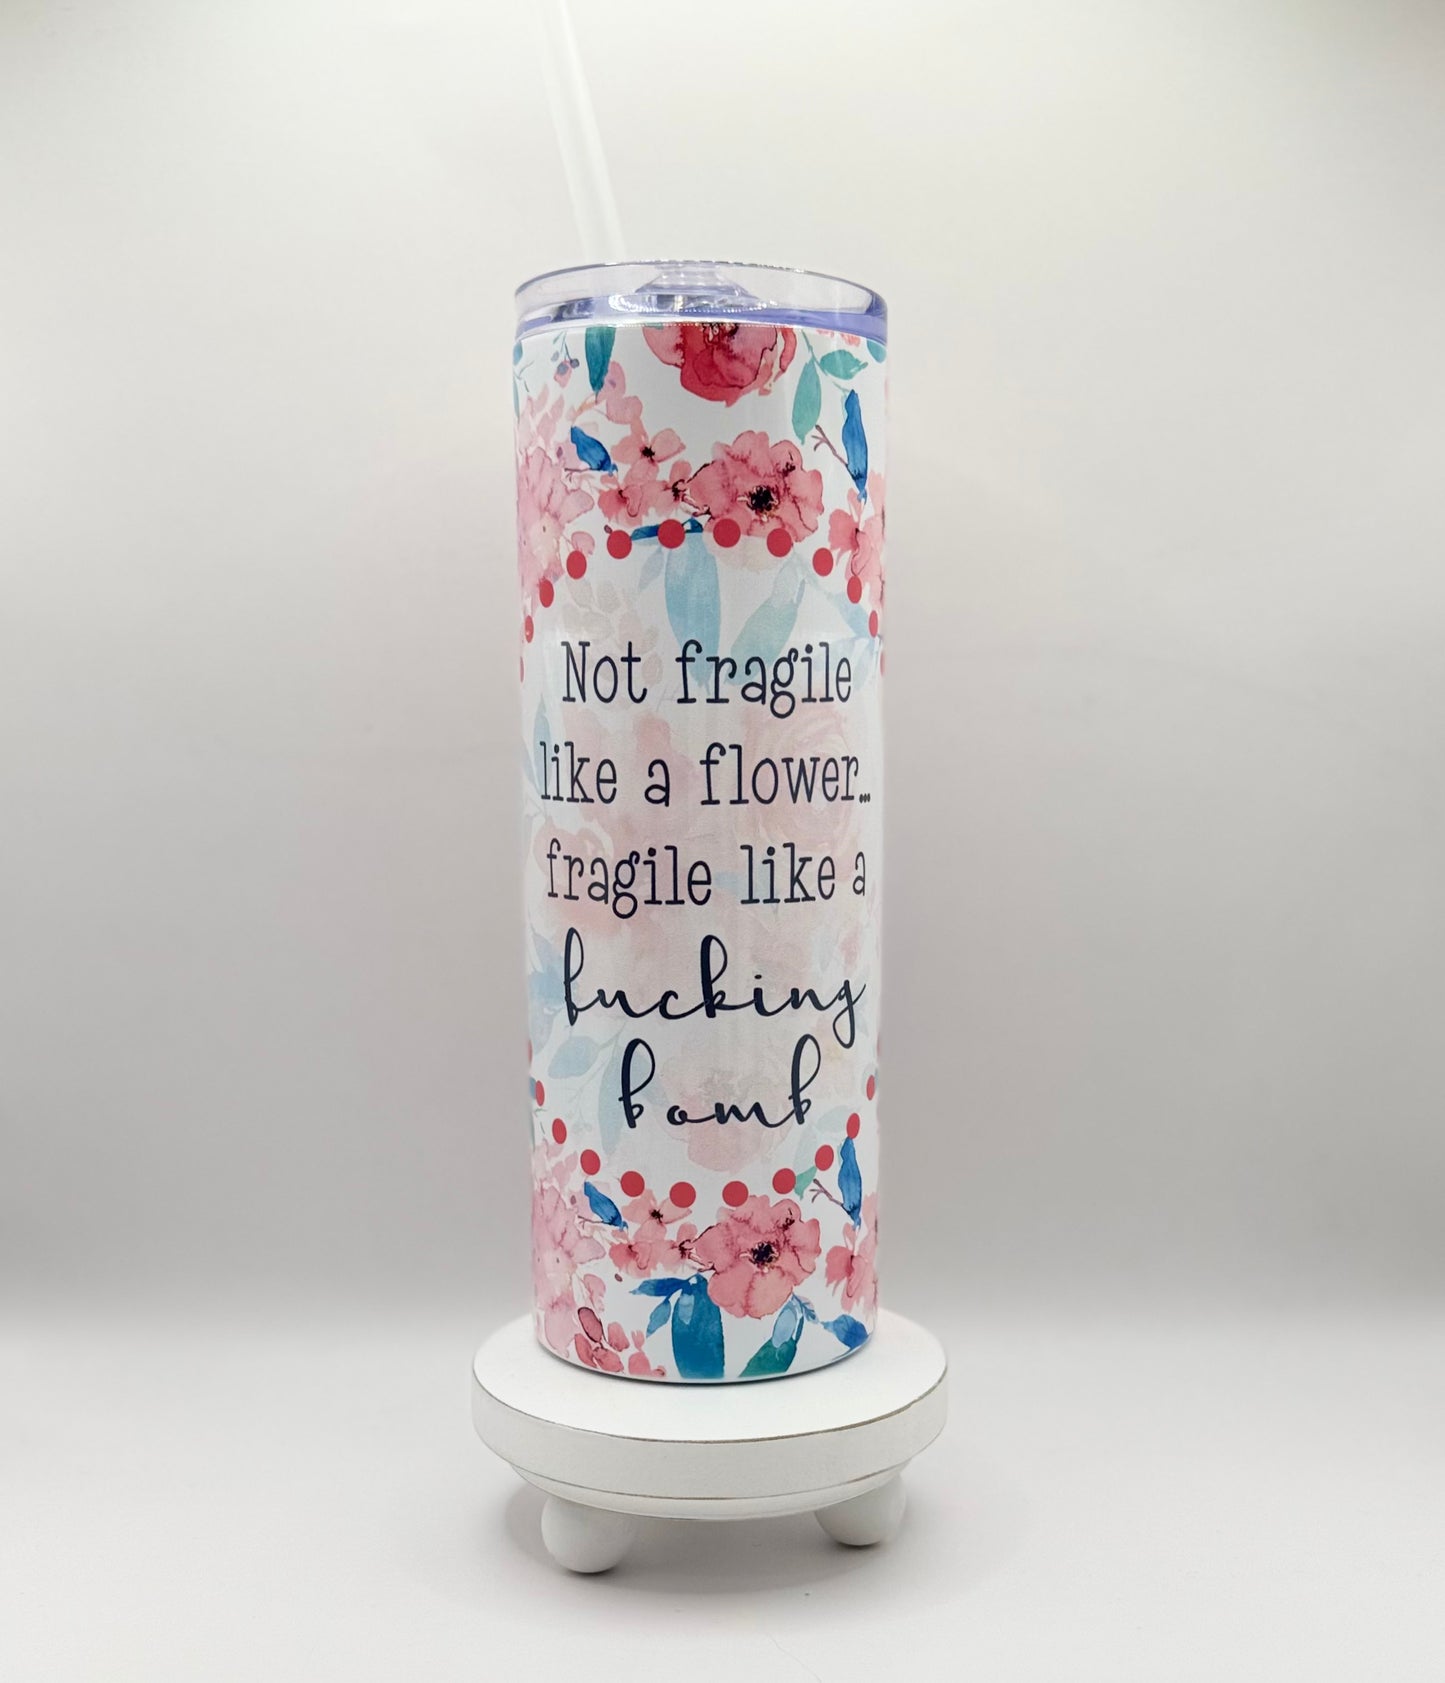 Not fragile
like a flower...
fragile like a
fucking
bomb